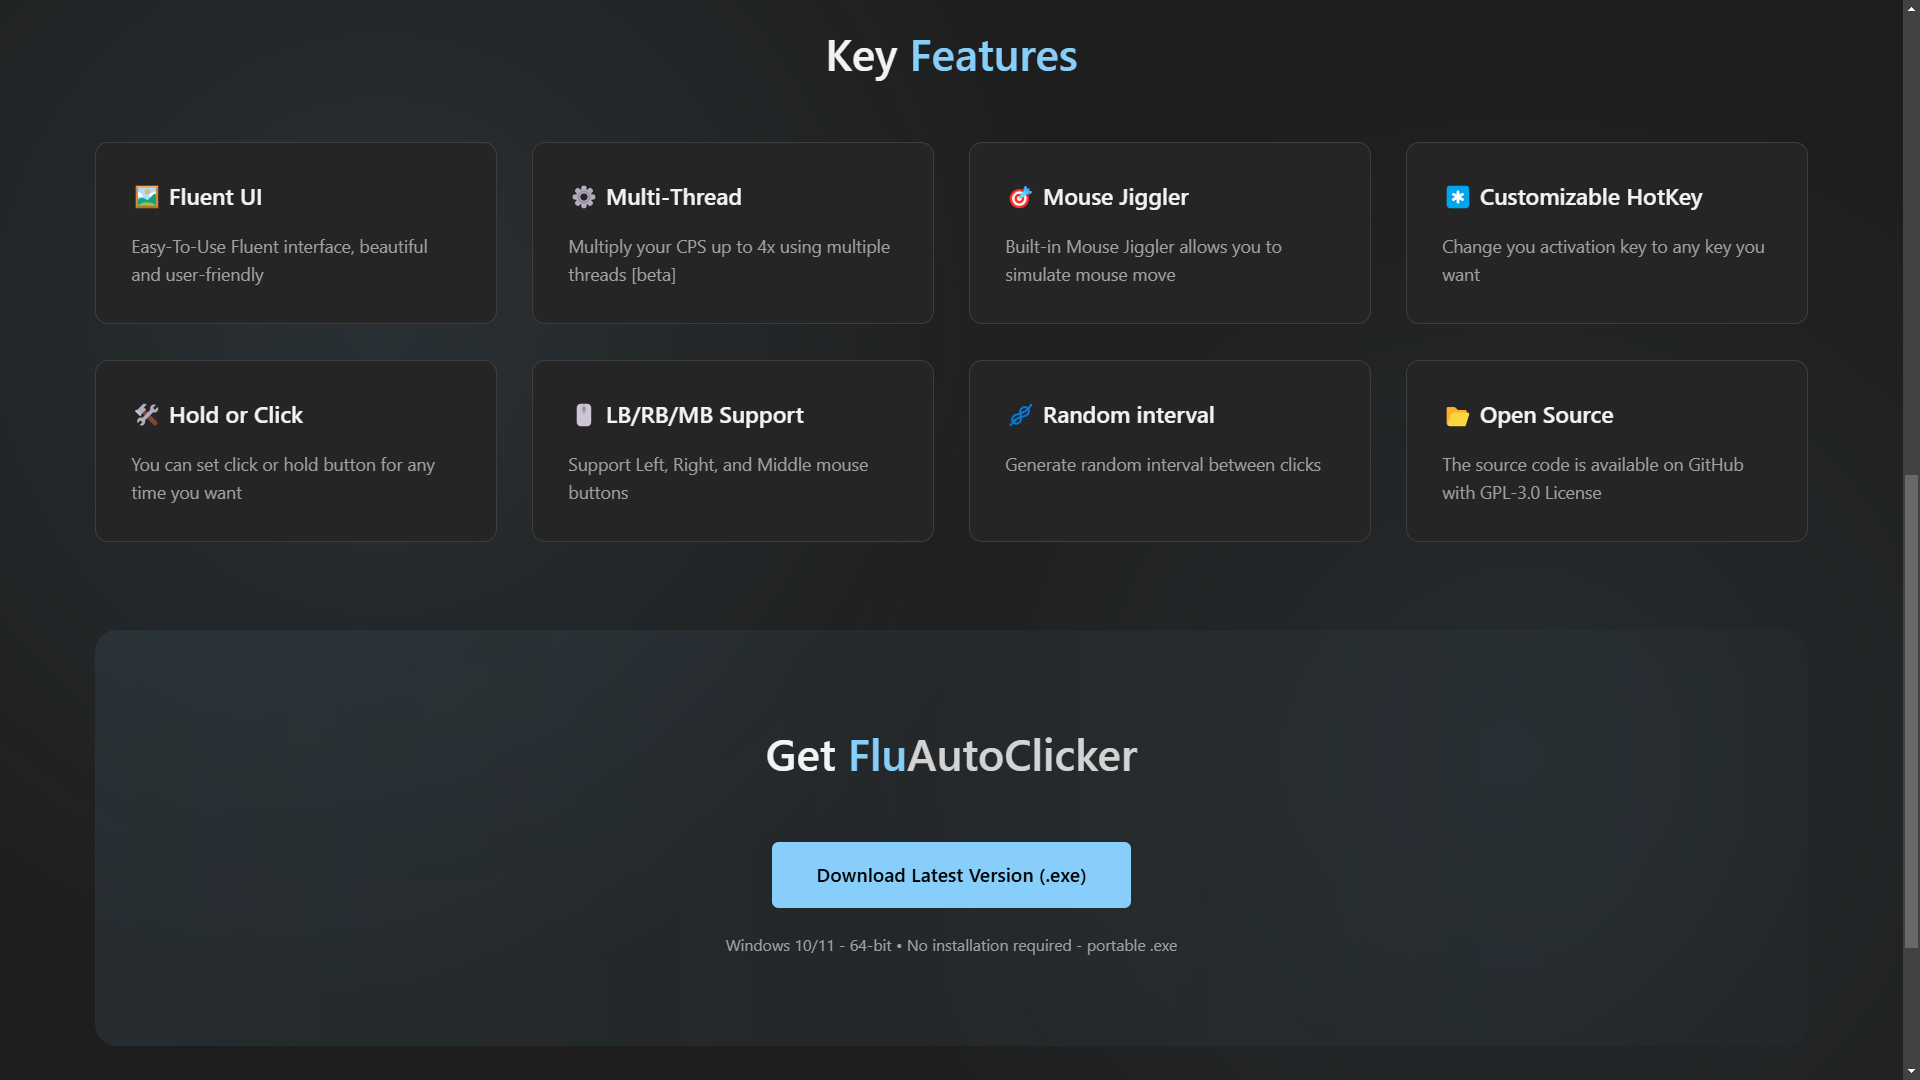 Key Features
Fluent UI
Easy-To-Use Fluent interface, beautiful
and user-friendly
Multi-Thread
Multiply your CPS up to 4x using multiple
threads [beta]
Mouse Jiggler
Built-in Mouse Jiggler allows you to
simulate mouse move
Customizable HotKey
Change you activation key to any key you
want
Hold or Click
You can set click or hold button for any
time you want
LB/RB/MB Support
Support Left, Right, and Middle mouse
buttons
Random interval
Generate random interval between clicks
Open Source
The source code is available on GitHub
with GPL-3.0 License
Get FluAutoClicker
Download Latest Version (.exe)
Windows 10/11 - 64-bit • No installation required - portable .exe